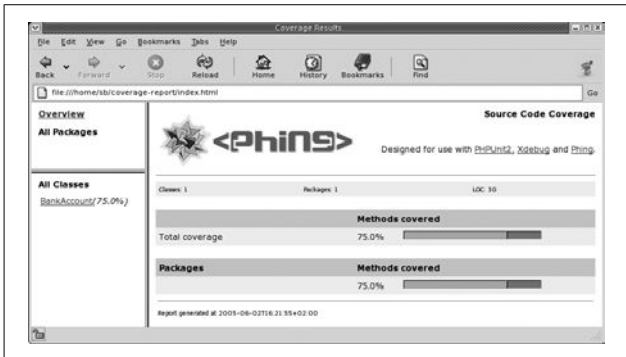 Coverage Results
File Edit View Go Bookmarks Tabs Help
Back Forward Stop Reload Home History Bookmarks Find
file:///home/sb/coverage-report/index.html Go
Overview
All Packages
All Classes
BankAccount(75.0%)
<phing>
Source Code Coverage
Designed for use with PHPUnit2, Xdebug and Phing.
Classes: 1 Packages: 1 LOC: 30
Methods covered
Total coverage 75.0%
Packages Methods covered
75.0%
Report generated at 2005-06-02T16:21:55+02:00